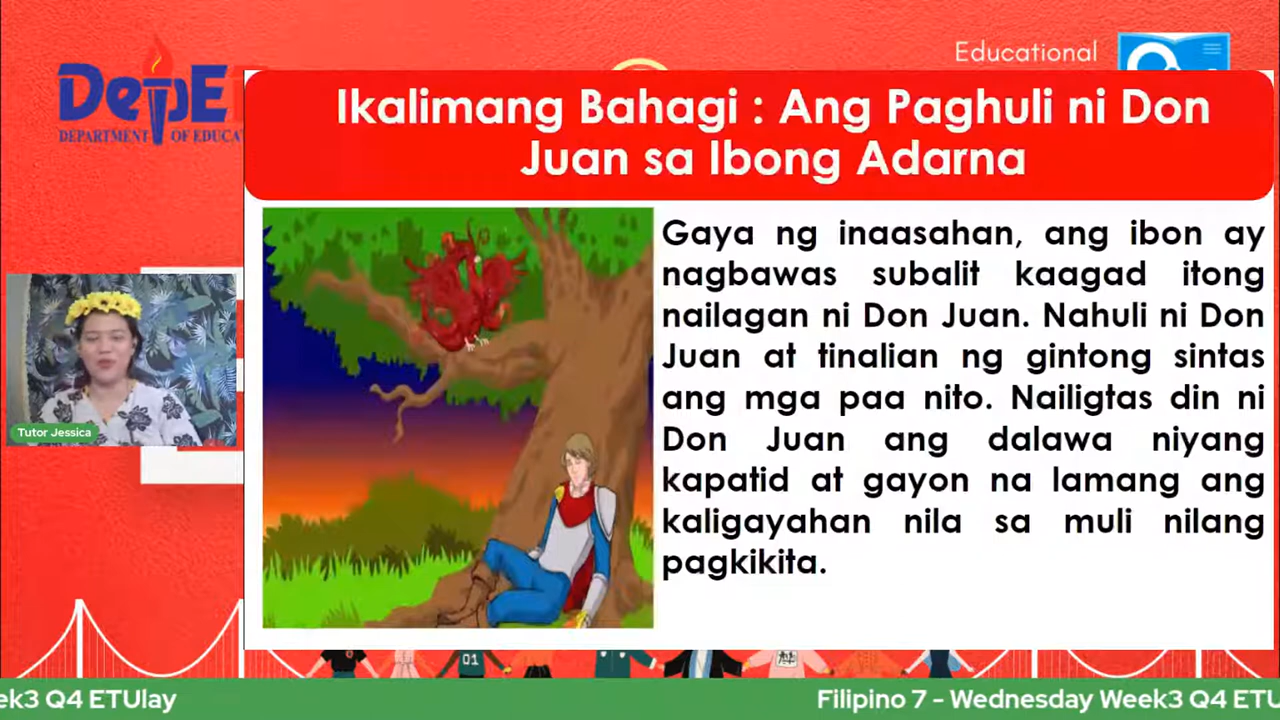 Educational
DepE
DEPARTMENT OF EDUCA
Ikalimang Bahagi : Ang Paghuli ni Don
Juan sa Ibong Adarna
Gaya ng inaasahan, ang ibon ay
nagbawas subalit kaagad itong
nailagan ni Don Juan. Nahuli ni Don
Juan at tinalian ng gintong sintas
ang mga paa nito. Nailigtas din ni
Don Juan ang dalawa niyang
kapatid at gayon na lamang ang
kaligayahan nila sa muli nilang
pagkikita.
Tutor Jessica
01
ek3 Q4 ETUlay
Filipino 7 - Wednesday Week3 Q4 ETU